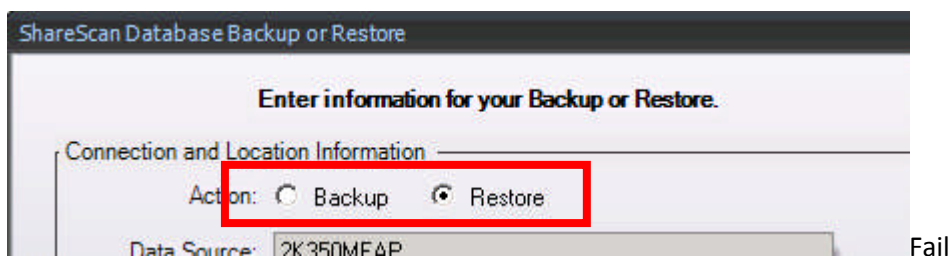 ShareScan Database Backup or Restore
Enter information for your Backup or Restore.
Connection and Location Information
Action: Backup Restore
Data Source: 2K350MFAP Fail